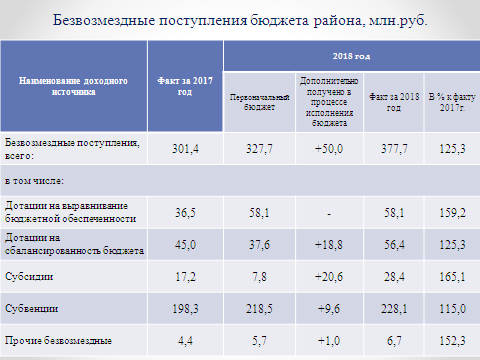 Безвозмездные поступления бюджета района, млн.руб.
Наименование доходного источника
Факт за 2017 год
2018 год
Первоначальный бюджет
Дополнительно получено в процессе исполнения бюджета
Факт за 2018 год
В % к факту 2017г.
Безвозмездные поступления, всего: 301,4 327,7 +50,0 377,7 125,3
в том числе:
Дотации на выравнивание бюджетной обеспеченности 36,5 58,1 - 58,1 159,2
Дотации на сбалансированность бюджета 45,0 37,6 +18,8 56,4 125,3
Субсидии 17,2 7,8 +20,6 28,4 165,1
Субвенции 198,3 218,5 +9,6 228,1 115,0
Прочие безвозмездные 4,4 5,7 +1,0 6,7 152,3